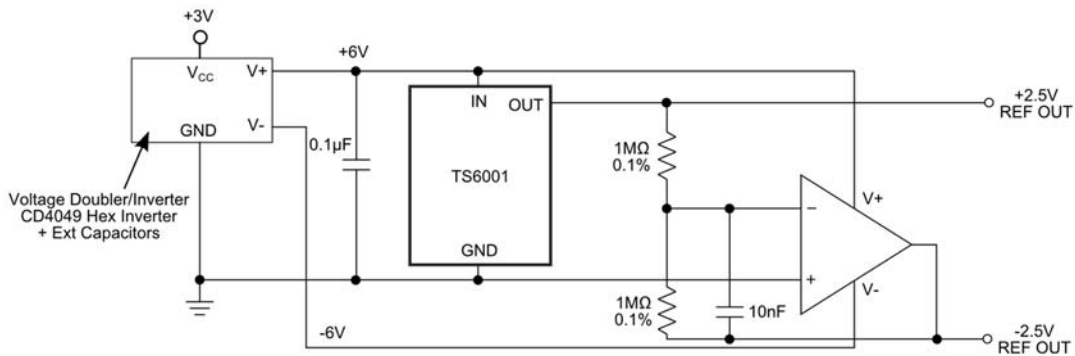 +3V
VCC
V+
GND
V-
Voltage Doubler/Inverter
CD4049 Hex Inverter
+ Ext Capacitors
+6V
0.1µF
IN
OUT
TS6001
GND
-6V
1MΩ
0.1%
1MΩ
0.1%
10nF
−
+
V+
V-
+2.5V
REF OUT
-2.5V
REF OUT